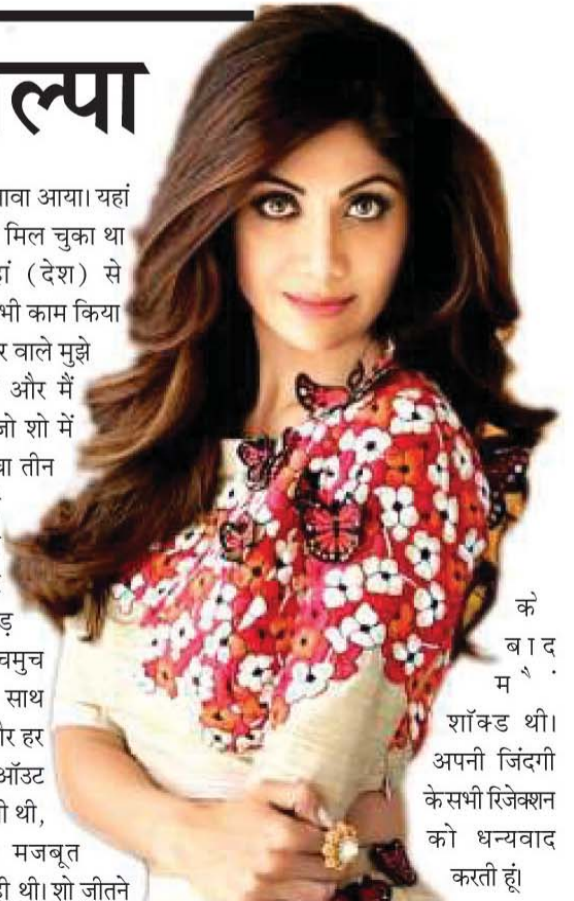 ल्पा
वा आया। यहां
मिल चुका था
हां (देश) से
भी काम किया
र वाले मुझे
और मैं
जो शो में
तीन
ड़
चमुच
साथ
हर
ऑउट
थी,
मजबूत
ही थी। शो जीतने
के
बाद
मैं
शॉक्ड थी।
अपनी जिंदगी
के सभी रिजेक्शन
को धन्यवाद
करती हूं।